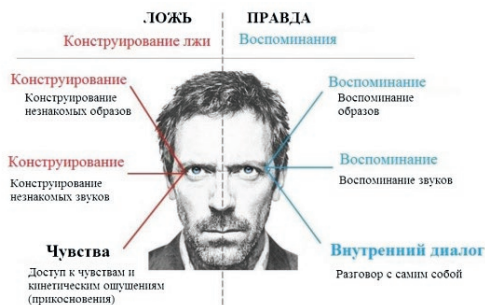 ЛОЖЬ
ПРАВДА
Конструирование лжи
Воспоминания
Конструирование
Конструирование
незнакомых образов
Воспоминание
Воспоминание
образов
Конструирование
Конструирование
незнакомых звуков
Воспоминание
Воспоминание звуков
Чувства
Доступ к чувствам и
кинетическим ошушениям
(прикосновения)
Внутренний диалог
Разговор с самим собой